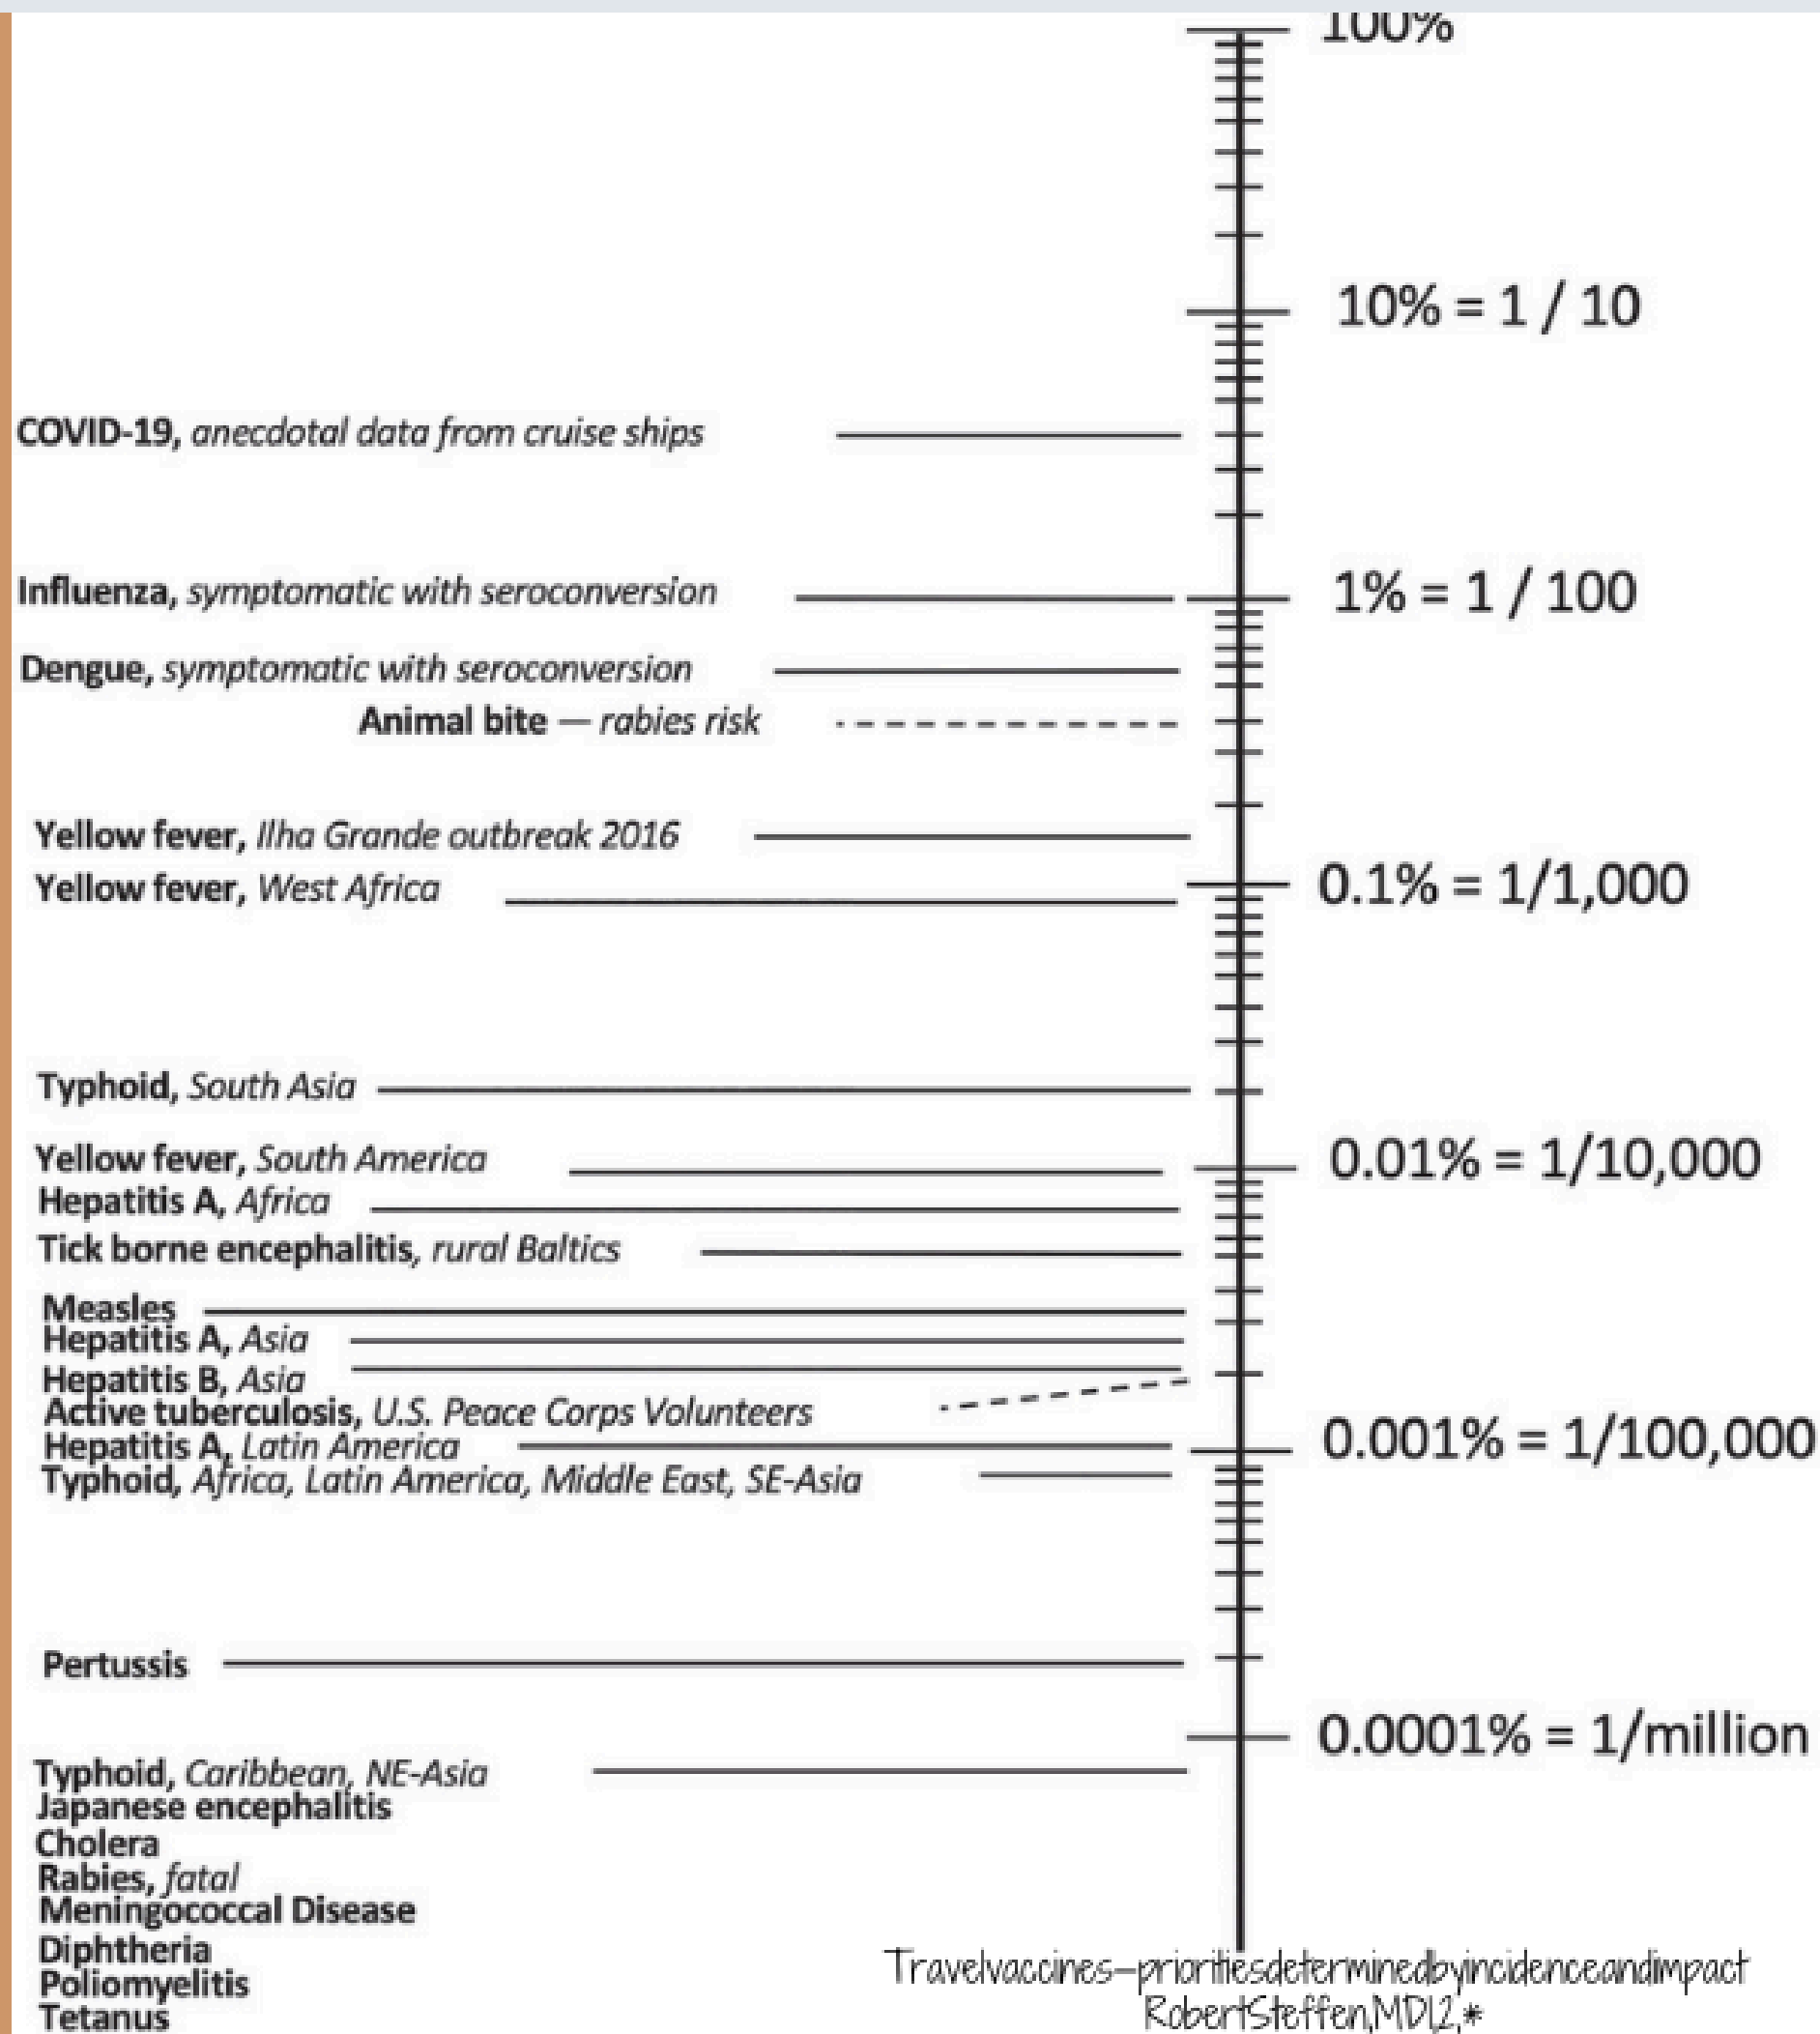 100%
10% = 1 / 10
COVID-19, anecdotal data from cruise ships
Influenza, symptomatic with seroconversion
1% = 1 / 100
Dengue, symptomatic with seroconversion
Animal bite — rabies risk
Yellow fever, Ilha Grande outbreak 2016
Yellow fever, West Africa
0.1% = 1/1,000
Typhoid, South Asia
Yellow fever, South America
0.01% = 1/10,000
Hepatitis A, Africa
Tick borne encephalitis, rural Baltics
Measles
Hepatitis A, Asia
Hepatitis B, Asia
Active tuberculosis, U.S. Peace Corps Volunteers
Hepatitis A, Latin America
0.001% = 1/100,000
Typhoid, Africa, Latin America, Middle East, SE-Asia
Pertussis
0.0001% = 1/million
Typhoid, Caribbean, NE-Asia
Japanese encephalitis
Cholera
Rabies, fatal
Meningococcal Disease
Diphtheria
Poliomyelitis
Tetanus
Travelvaccines—prioritiesdeterminedbyincidenceandimpact
RobertSteffen,MD1,2,*